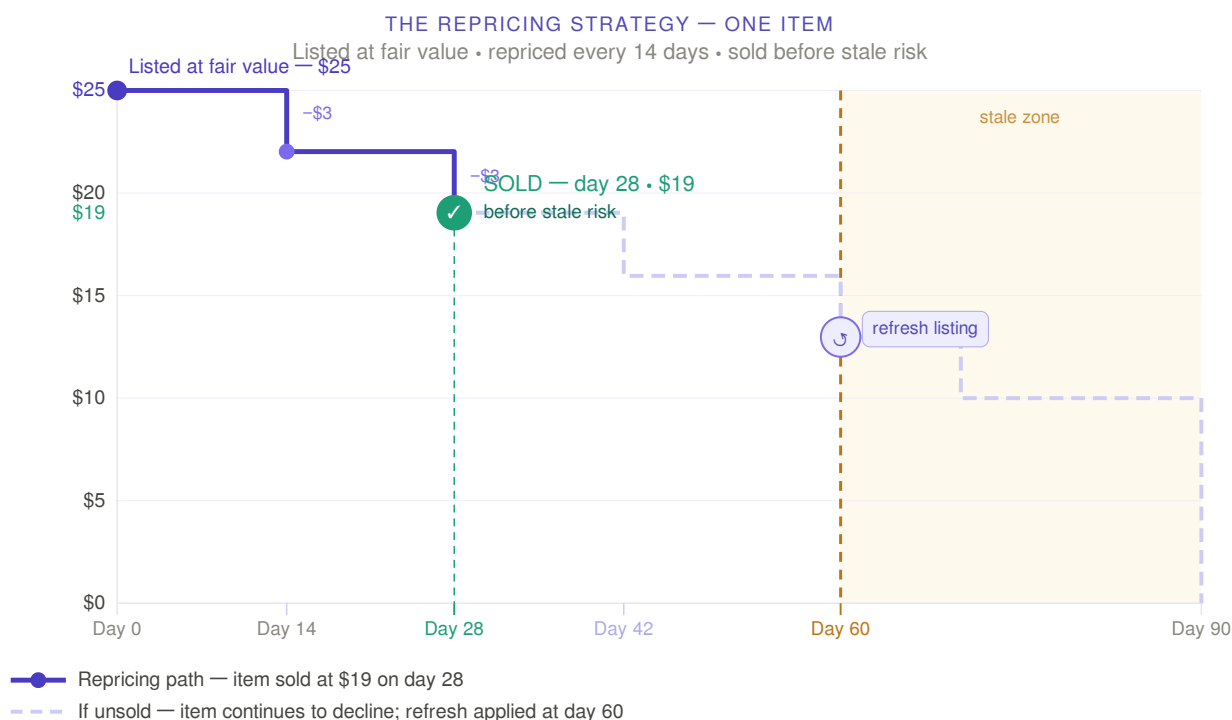 THE REPRICING STRATEGY — ONE ITEM
Listed at fair value • repriced every 14 days • sold before stale risk
Listed at fair value — $25
$25
−$3
stale zone
−$3
SOLD — day 28 • $19
$20
$19
✓
before stale risk
$15
refresh listing
$10
$5
$0
Day 0
Day 14
Day 28
Day 42
Day 60
Day 90
Repricing path — item sold at $19 on day 28
If unsold — item continues to decline; refresh applied at day 60